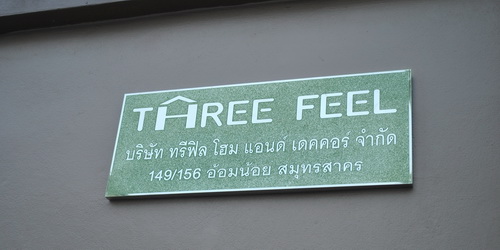 THREE FEEL
บริษัท ทรีฟิล โฮม แอนด์ เดคคอร์ จำกัด
149/156 อ้อมน้อย สมุทรสาคร